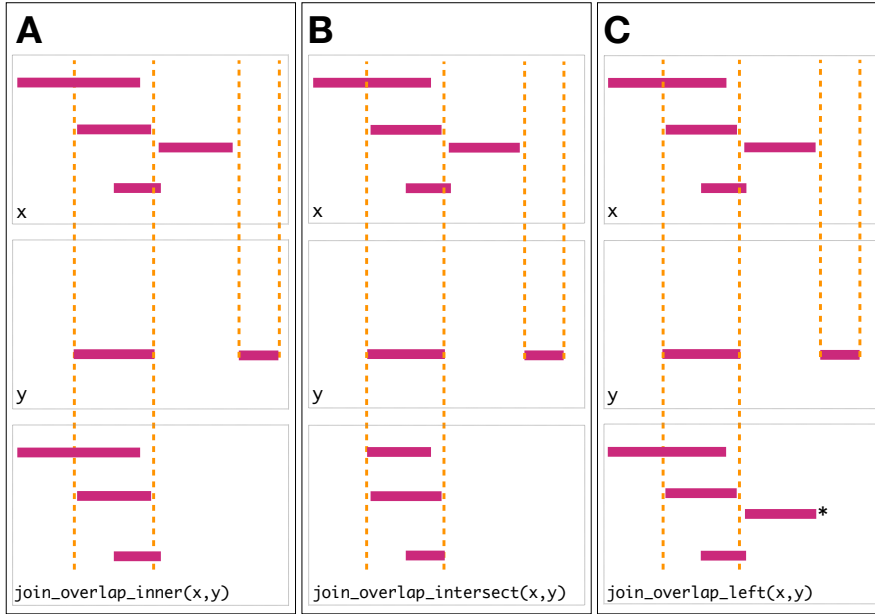 A
x
y
join_overlap_inner(x,y)
B
x
y
join_overlap_intersect(x,y)
C
x
y
*
join_overlap_left(x,y)